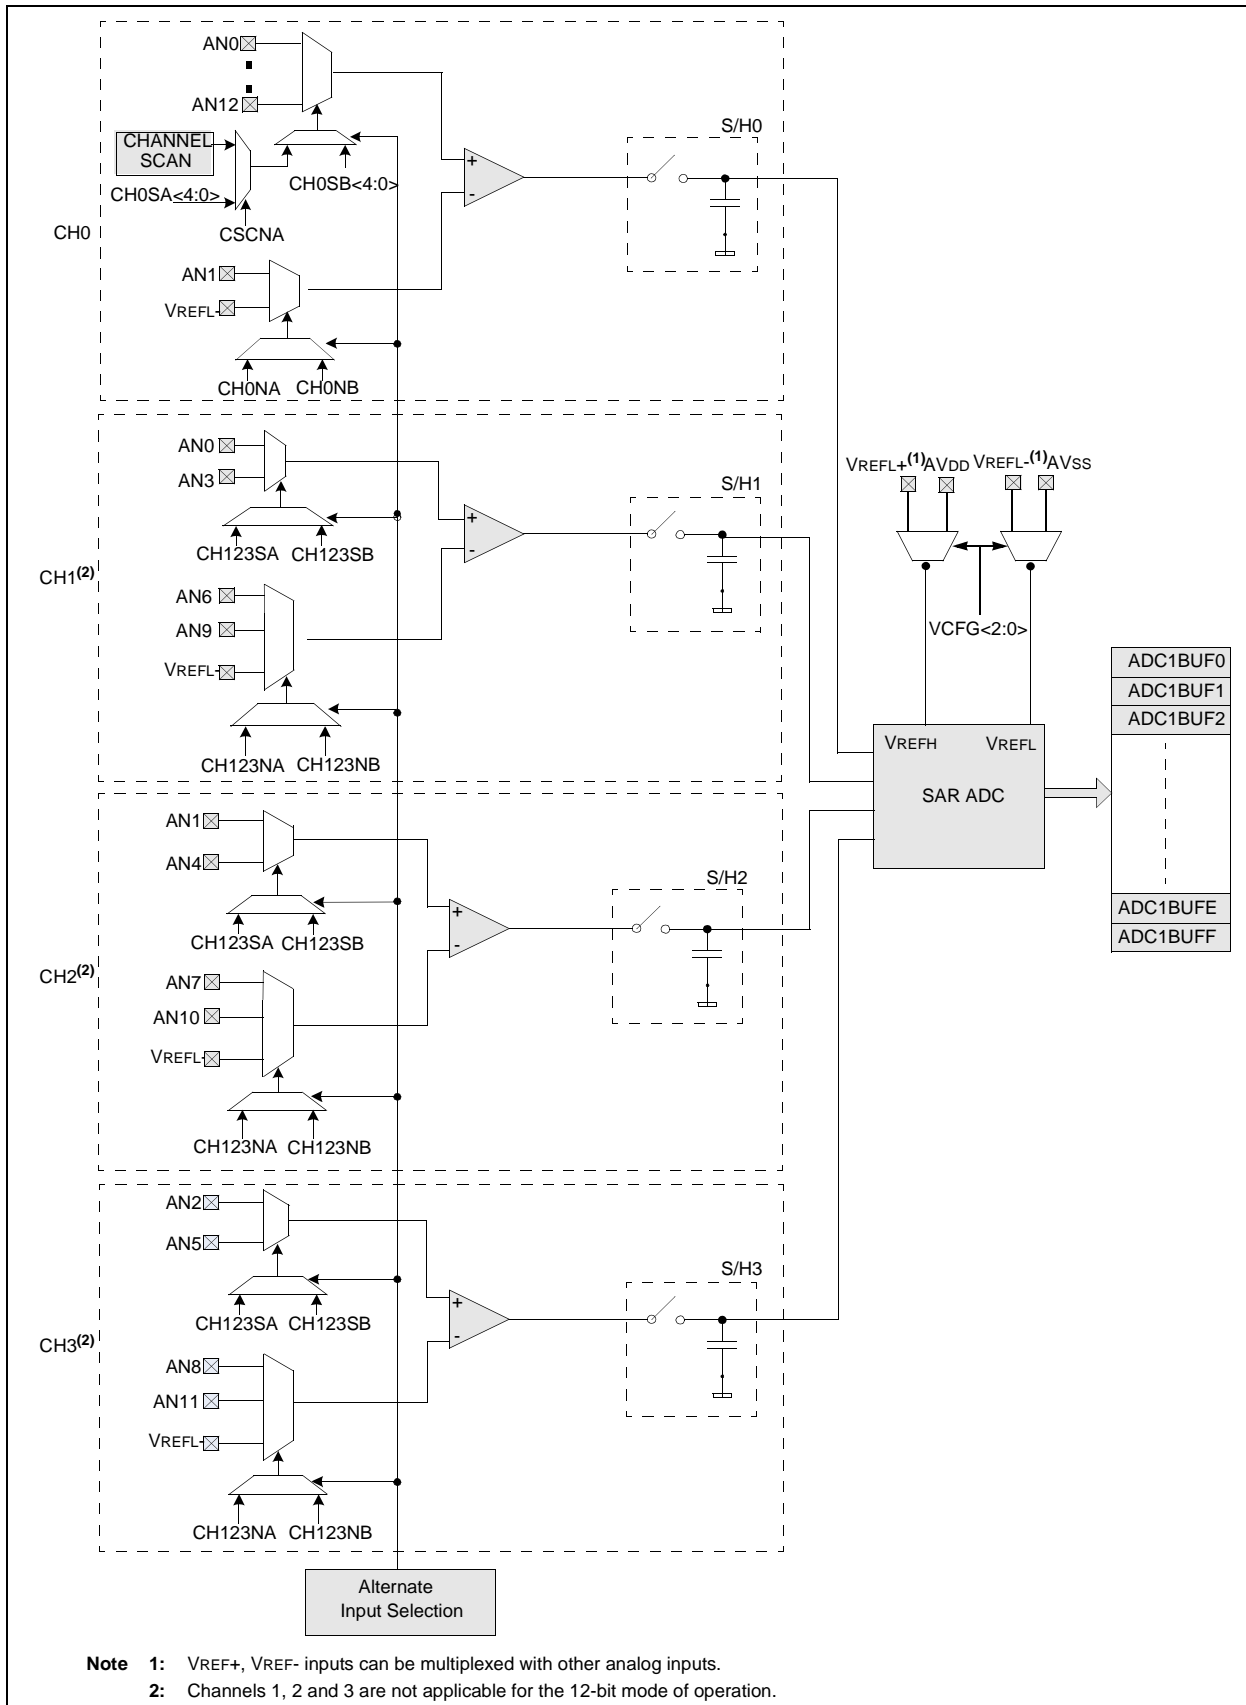 AN0
AN12
CHANNEL
SCAN
CH0SA<4:0>
CH0SB<4:0>
CSCNA
CH0
+
-
S/H0
AN1
VREFL-
CH0NA CH0NB
AN0
AN3
CH123SA CH123SB
CH1(2)
+
-
S/H1
AN6
AN9
VREFL-
CH123NA CH123NB
VREFL+(1) AVDD VREFL-(1) AVSS
VCFG<2:0>
VREFH VREFL
SAR ADC
ADC1BUF0
ADC1BUF1
ADC1BUF2
ADC1BUFE
ADC1BUFF
AN1
AN4
CH123SA CH123SB
CH2(2)
+
-
S/H2
AN7
AN10
VREFL-
CH123NA CH123NB
AN2
AN5
CH123SA CH123SB
CH3(2)
+
-
S/H3
AN8
AN11
VREFL-
CH123NA CH123NB
Alternate
Input Selection
Note 1: VREF+, VREF- inputs can be multiplexed with other analog inputs.
2: Channels 1, 2 and 3 are not applicable for the 12-bit mode of operation.